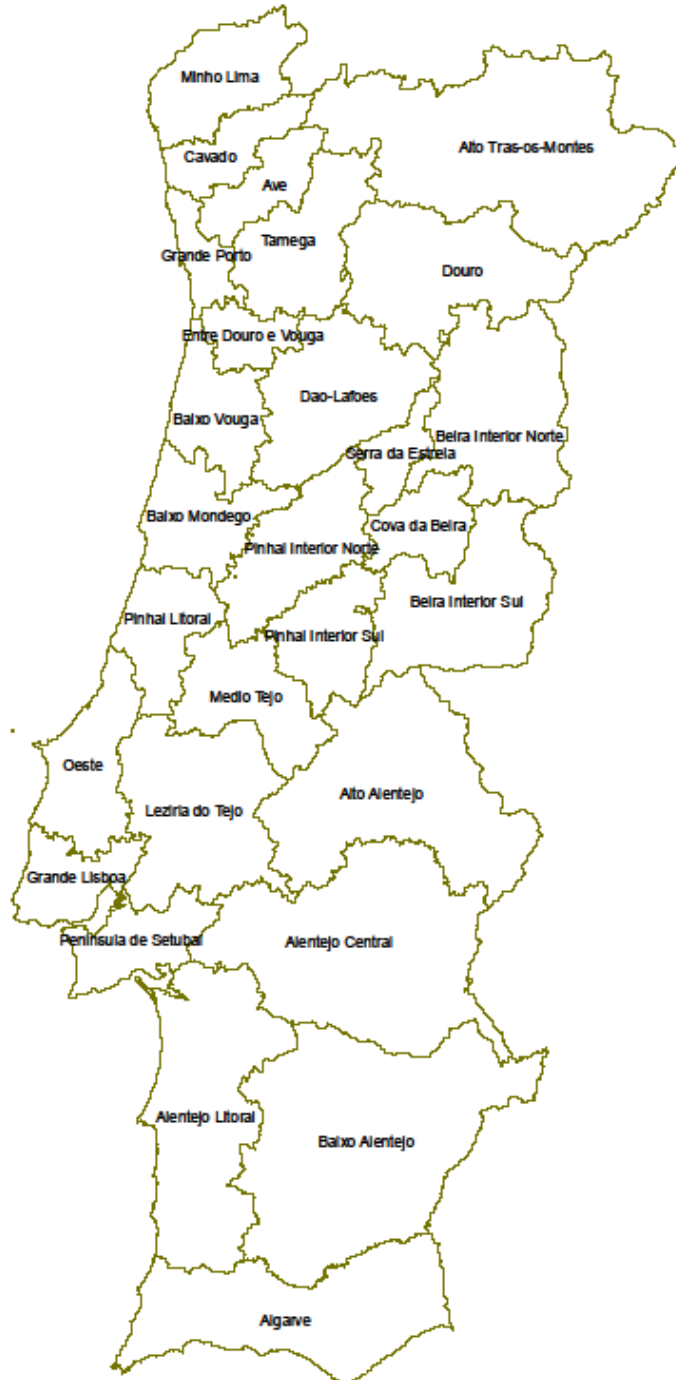 Minho Lima
Alto Tras-os-Montes
Cavado
Ave
Tamega
Grande Porto
Douro
Entre Douro e Vouga
Dao-Lafoes
Baixo Vouga
Beira Interior Norte
Serra da Estrela
Baixo Mondego
Cova da Beira
Pinhal Interior Norte
Beira Interior Sul
Pinhal Litoral
Pinhal Interior Sul
Medio Tejo
Oeste
Alto Alentejo
Leziria do Tejo
Grande Lisboa
Peninsula de Setubal
Alentejo Central
Alentejo Litoral
Baixo Alentejo
Algarve